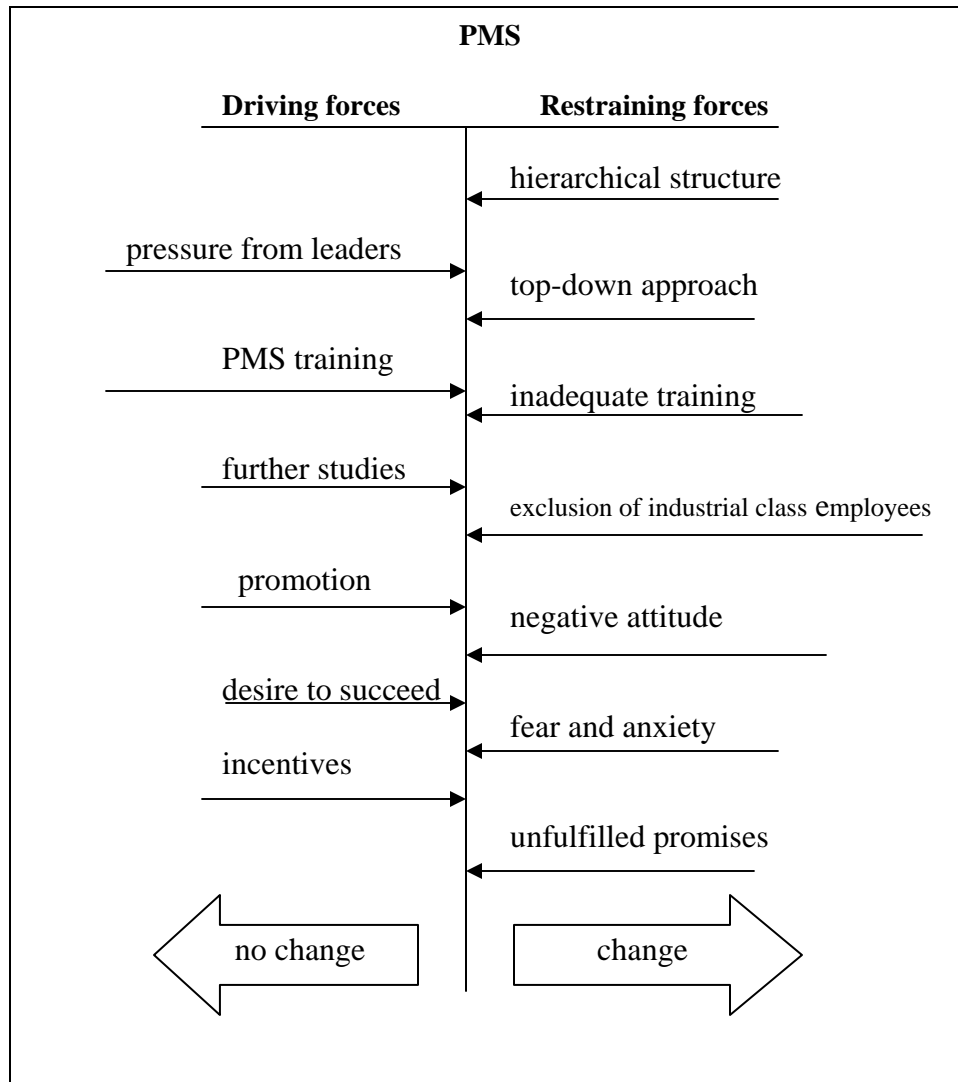 PMS
Driving forces
Restraining forces
hierarchical structure
pressure from leaders
top-down approach
PMS training
inadequate training
further studies
exclusion of industrial class employees
promotion
negative attitude
desire to succeed
fear and anxiety
incentives
unfulfilled promises
no change
change